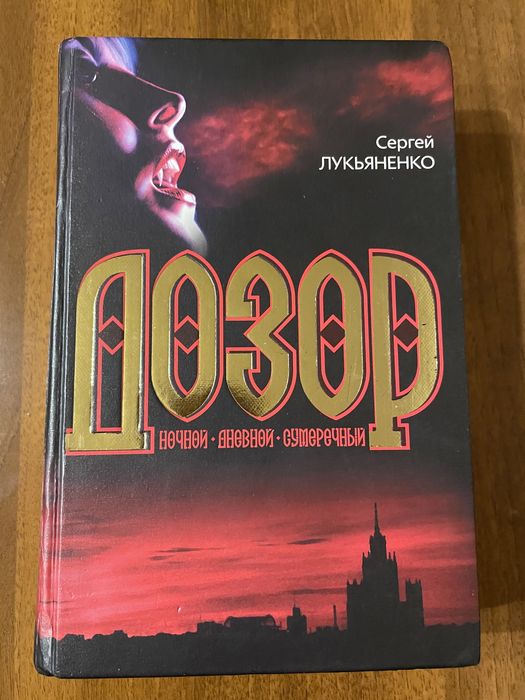 Сергей
ЛУКЬЯНЕНКО
ДОЗОР
НОЧНОЙ • ДНЕВНОЙ • СУМЕРЕЧНЫЙ